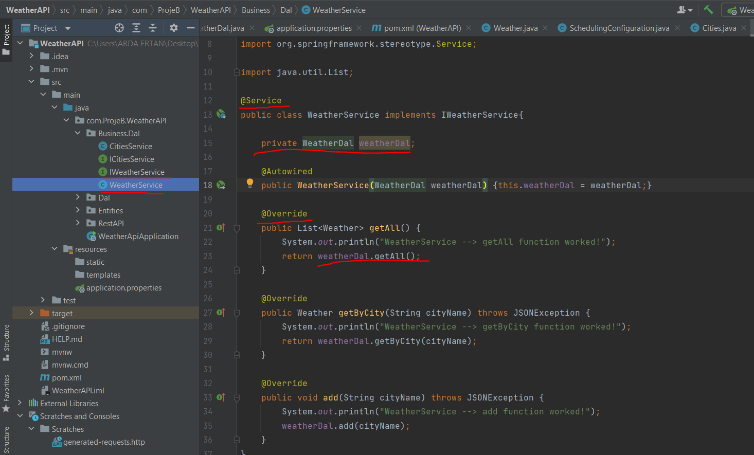 WeatherAPI › src › main › java › com › ProjeB › WeatherAPI › Business › Dal › WeatherService
Project
WeatherAPI C:\Users\ARDA ERTAN\Desktop\
.idea
.mvn
src
main
java
com.ProjeB.WeatherAPI
Business.Dal
CitiesService
ICitiesService
IWeatherService
WeatherService
Dal
Entities
RestAPI
WeatherApiApplication
resources
static
templates
application.properties
test
target
.gitignore
HELP.md
mvnw
mvnw.cmd
pom.xml
WeatherAPI.iml
External Libraries
Scratches and Consoles
Scratches
generated-requests.http
Project
Structure
Favorites
Structure
rtherDal.java
application.properties
pom.xml (WeatherAPI)
Weather.java
SchedulingConfiguration.java
Cities.java
8 import org.springframework.stereotype.Service;
9
10 import java.util.List;
11
12 @Service
13 public class WeatherService implements IWeatherService{
14
15 private WeatherDal weatherDal;
16
17 @Autowired
18 public WeatherService(WeatherDal weatherDal) {this.weatherDal = weatherDal;}
19
20 @Override
21 public List<Weather> getAll() {
22 System.out.println("WeatherService --> getAll function worked!");
23 return weatherDal.getAll();
24 }
25
26 @Override
27 public Weather getByCity(String cityName) throws JSONException {
28 System.out.println("WeatherService --> getByCity function worked!");
29 return weatherDal.getByCity(cityName);
30 }
31
32 @Override
33 public void add(String cityName) throws JSONException {
34 System.out.println("WeatherService --> add function worked!");
35 weatherDal.add(cityName);
36 }
37 }